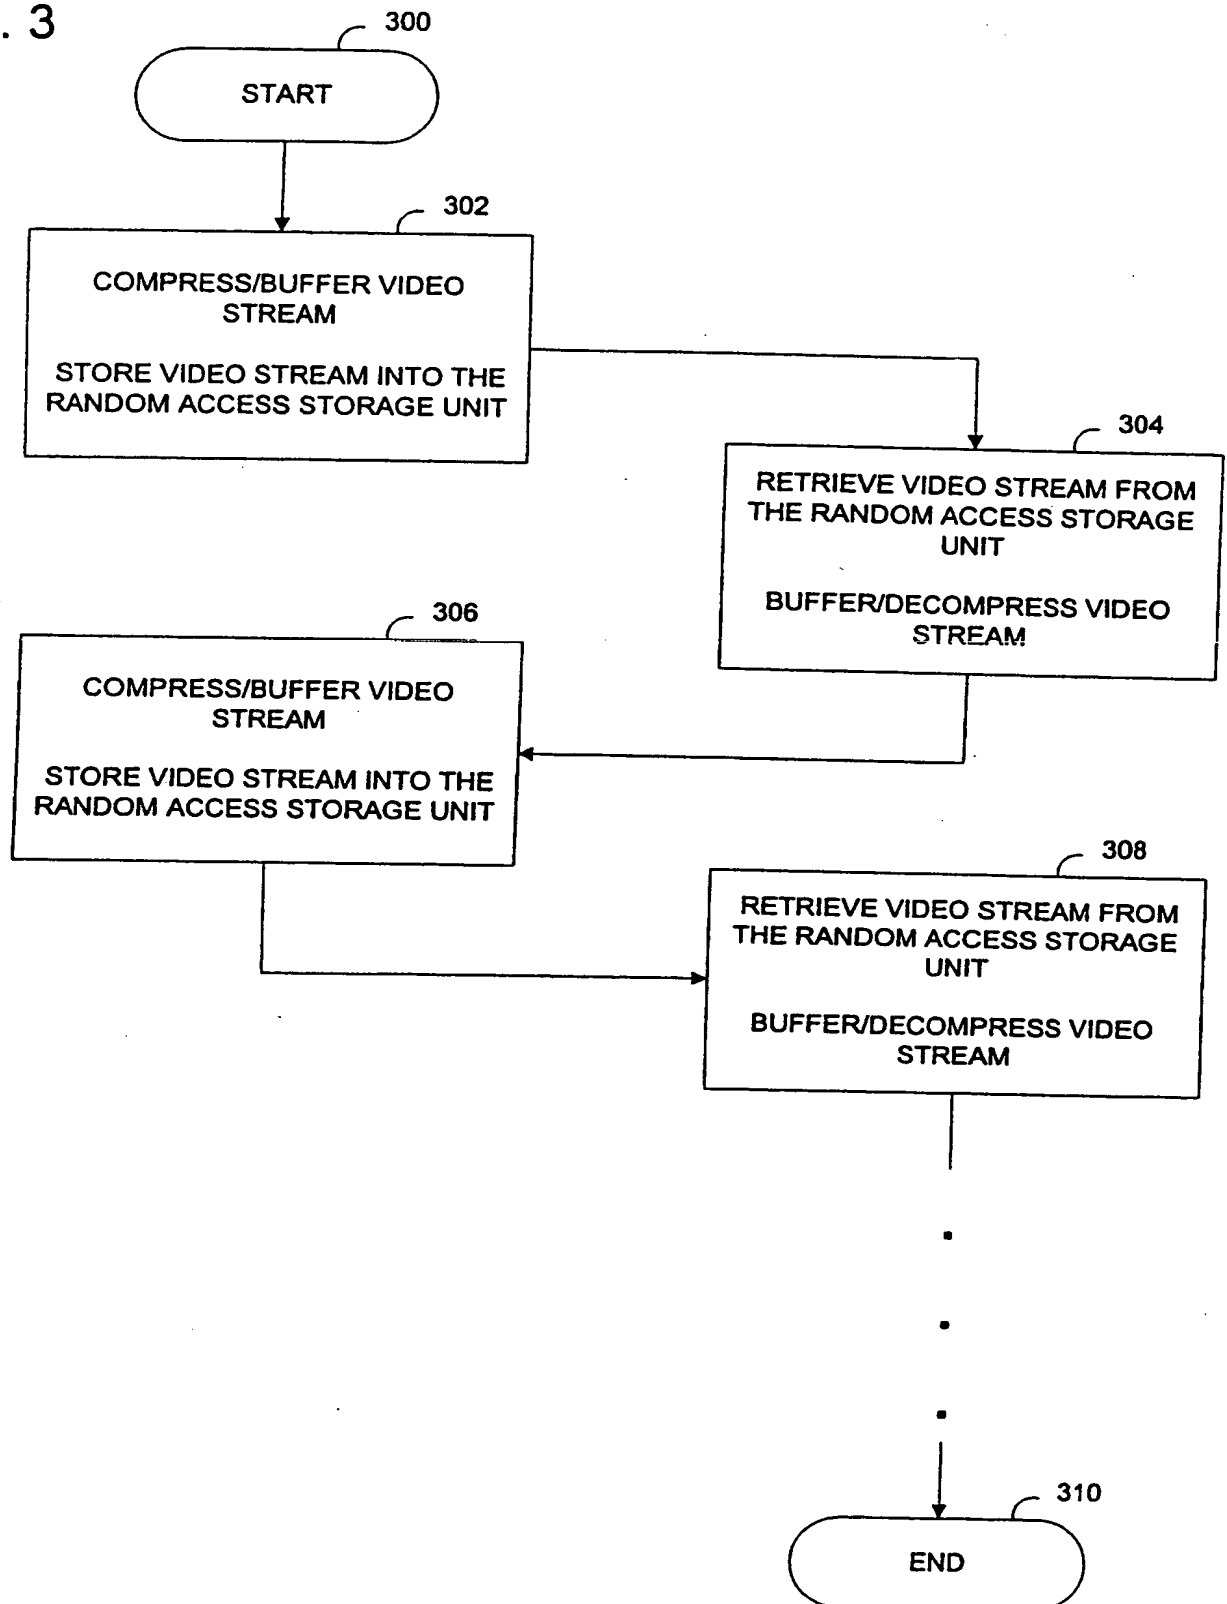 . 3
300
START
302
COMPRESS/BUFFER VIDEO
STREAM
STORE VIDEO STREAM INTO THE
RANDOM ACCESS STORAGE UNIT
304
RETRIEVE VIDEO STREAM FROM
THE RANDOM ACCESS STORAGE
UNIT
BUFFER/DECOMPRESS VIDEO
STREAM
306
COMPRESS/BUFFER VIDEO
STREAM
STORE VIDEO STREAM INTO THE
RANDOM ACCESS STORAGE UNIT
308
RETRIEVE VIDEO STREAM FROM
THE RANDOM ACCESS STORAGE
UNIT
BUFFER/DECOMPRESS VIDEO
STREAM
310
END